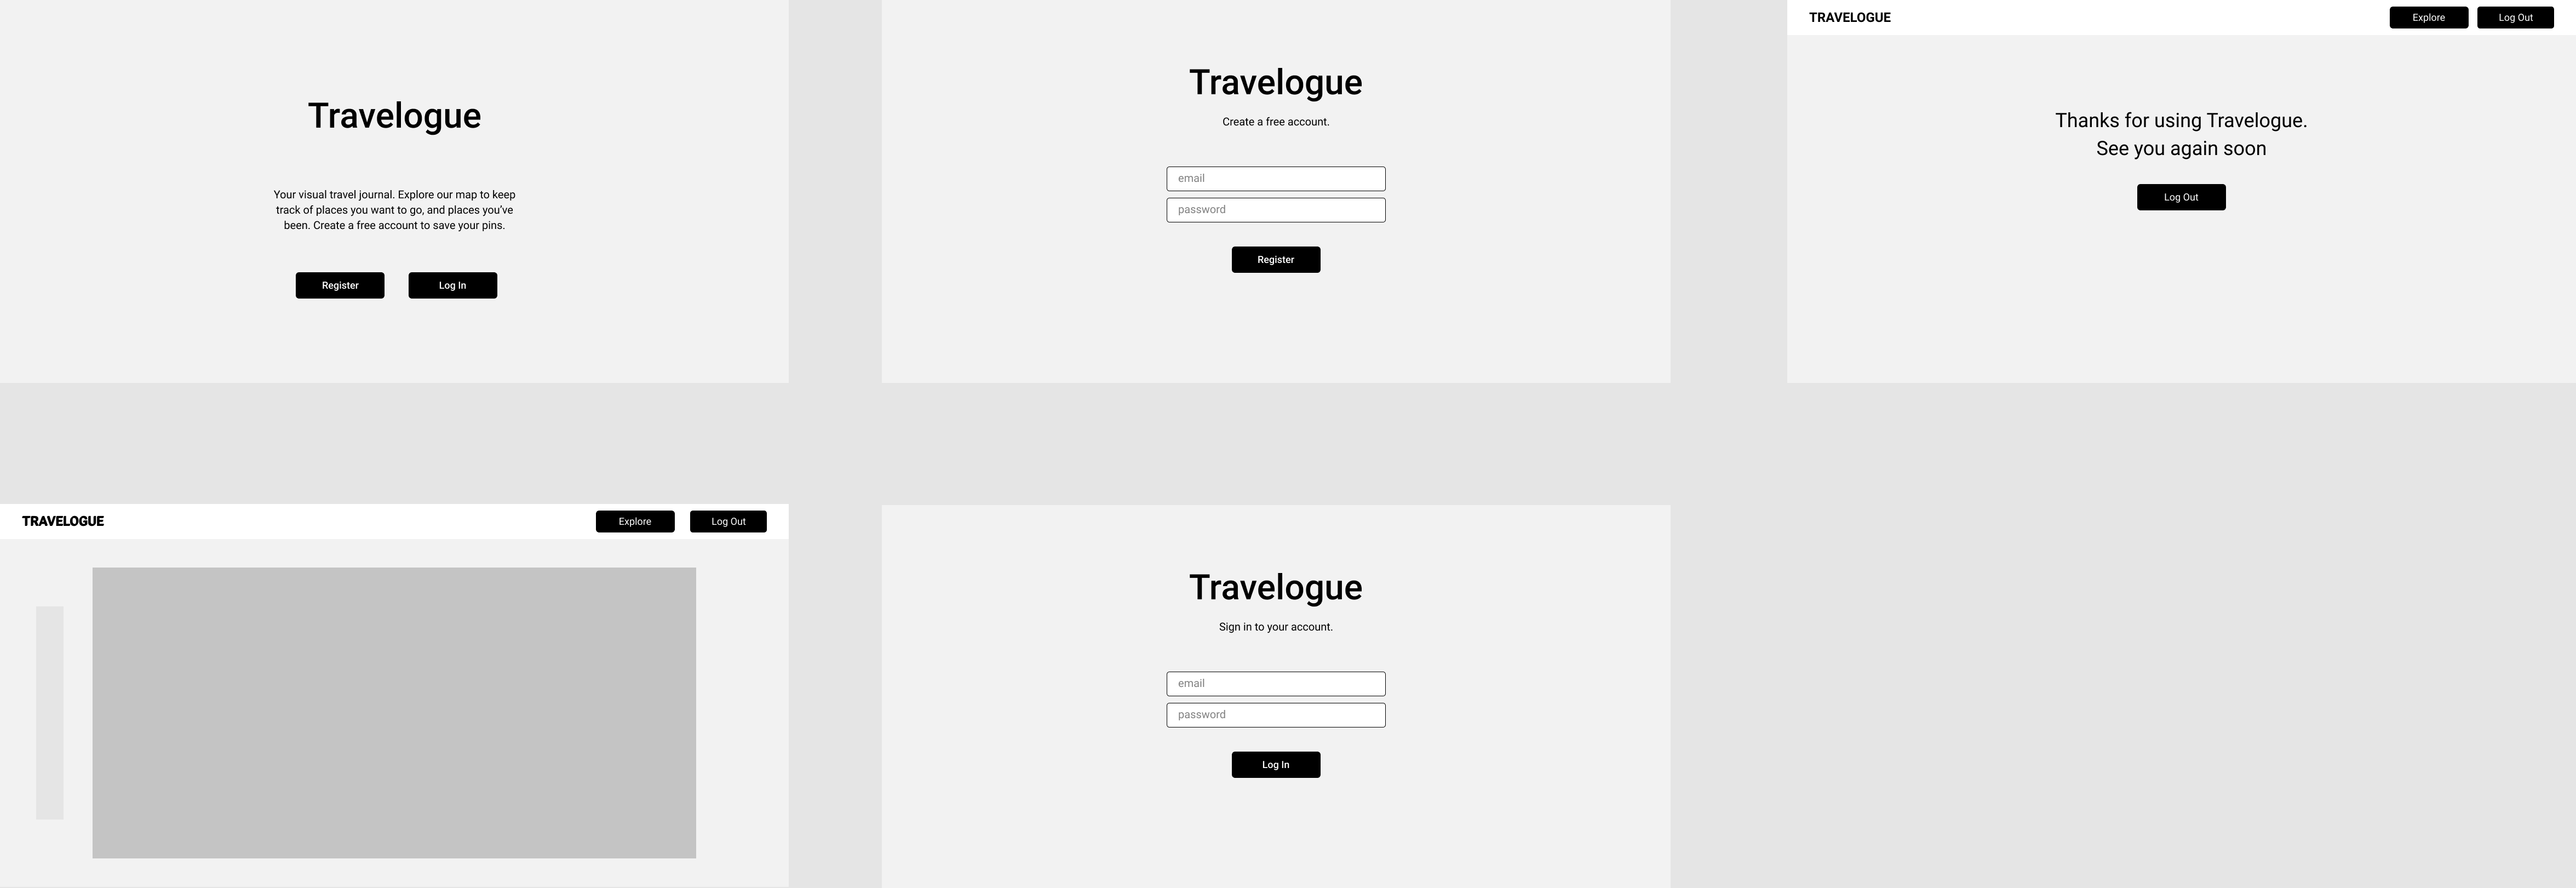 Travelogue
Your visual travel journal. Explore our map to keep
track of places you want to go, and places you've
been. Create a free account to save your pins.
Register
Log In
Travelogue
Create a free account.
email
password
Register
TRAVELOGUE
Explore
Log Out
Thanks for using Travelogue.
See you again soon
Log Out
TRAVELOGUE
Explore
Log Out
Travelogue
Sign in to your account.
email
password
Log In